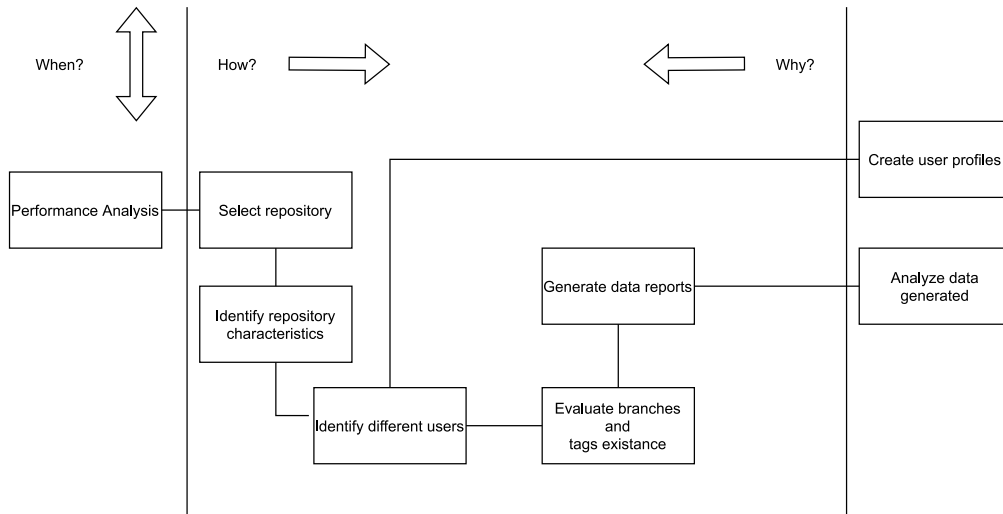 When?
How?
Why?
Create user profiles
Performance Analysis
Select repository
Generate data reports
Analyze data
generated
Identify repository
characteristics
Identify different users
Evaluate branches
and
tags existance